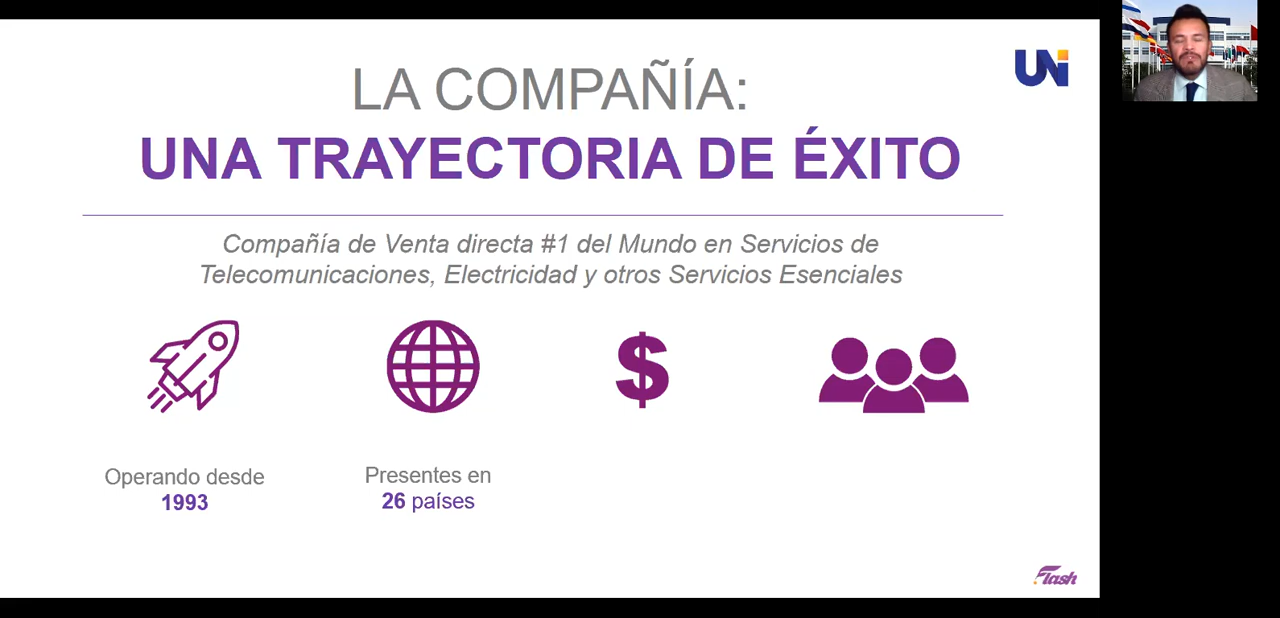 LA COMPAÑÍA:
UNI
UNA TRAYECTORIA DE ÉXITO
Compañía de Venta directa #1 del Mundo en Servicios de
Telecomunicaciones, Electricidad y otros Servicios Esenciales
$
Operando desde
1993
Presentes en
26 países
Flash